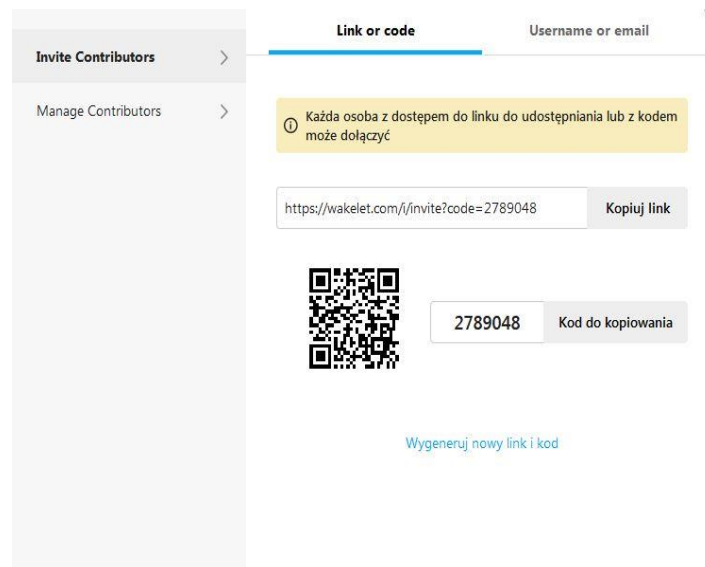 Link or code
Username or email
Invite Contributors
Manage Contributors
Każda osoba z dostępem do linku do udostępniania lub z kodem
może dołączyć
https://wakelet.com/i/invite?code=2789048
Kopiuj link
2789048
Kod do kopiowania
Wygeneruj nowy link i kod